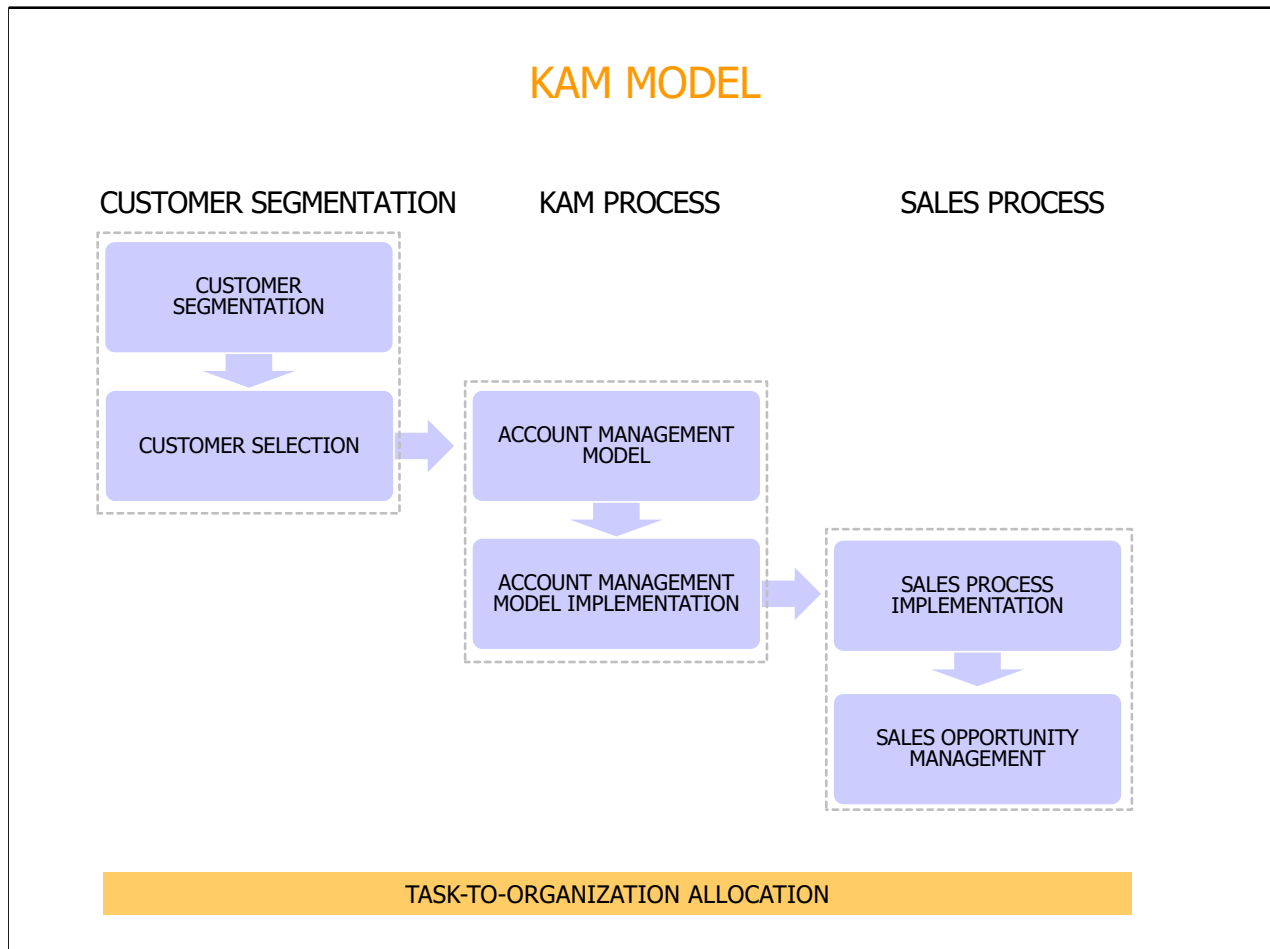 KAM MODEL
CUSTOMER SEGMENTATION
KAM PROCESS
SALES PROCESS
CUSTOMER
SEGMENTATION
CUSTOMER SELECTION
ACCOUNT MANAGEMENT
MODEL
ACCOUNT MANAGEMENT
MODEL IMPLEMENTATION
SALES PROCESS
IMPLEMENTATION
SALES OPPORTUNITY
MANAGEMENT
TASK-TO-ORGANIZATION ALLOCATION